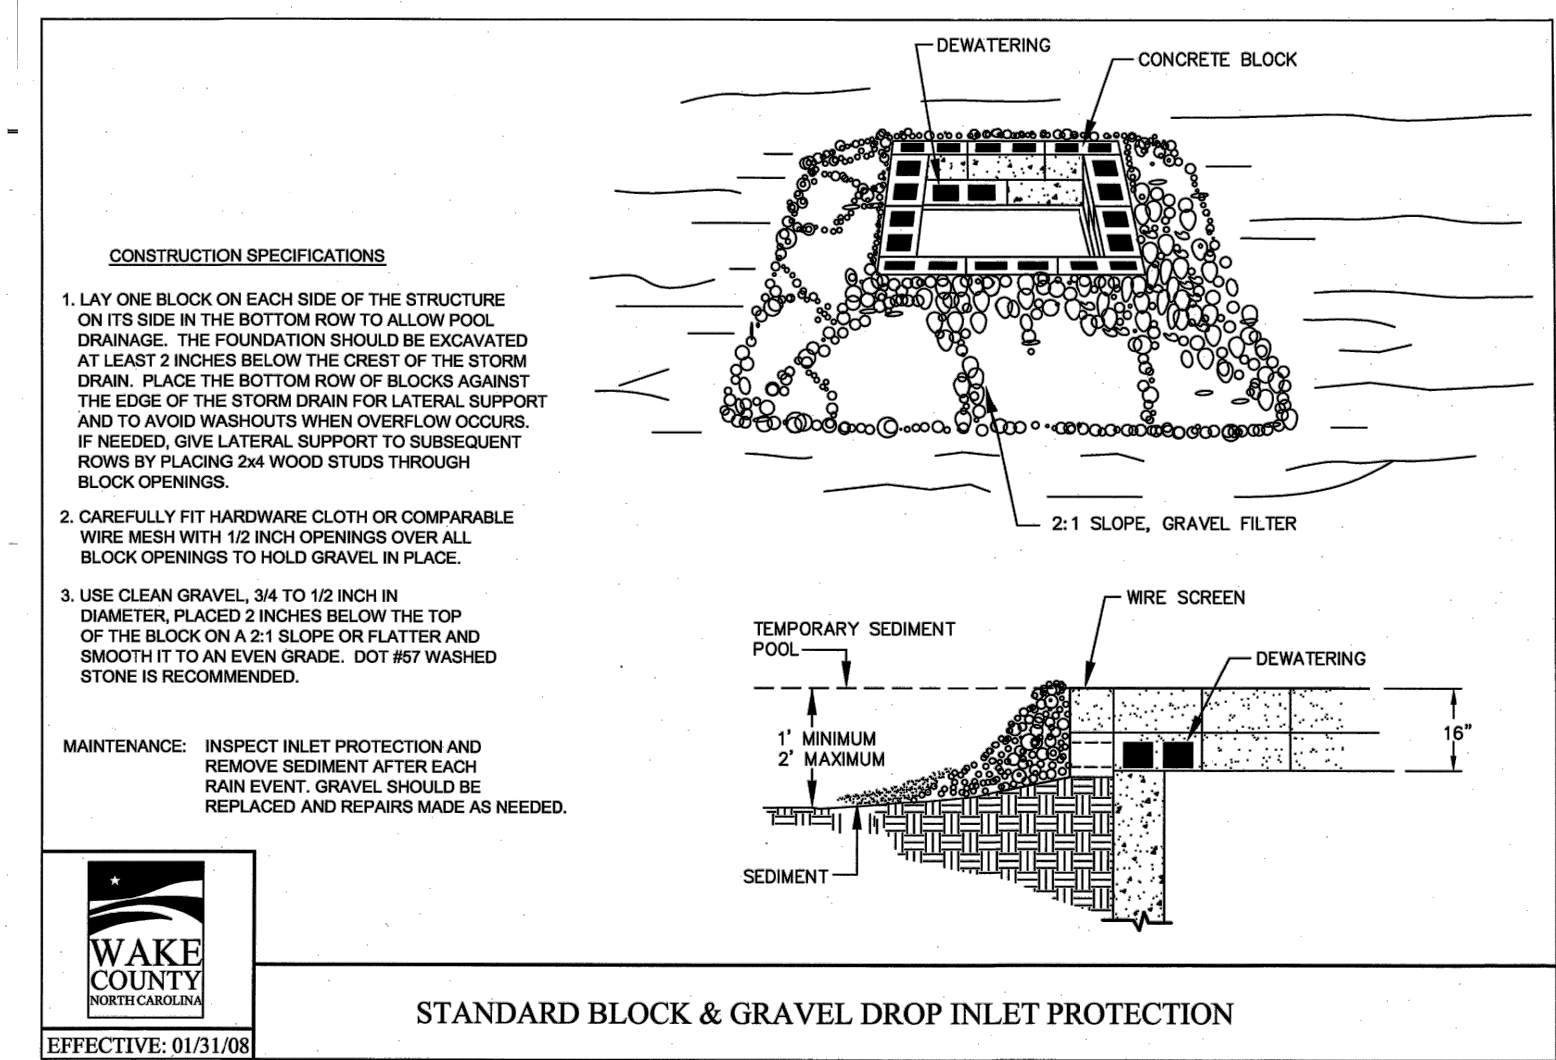 DEWATERING
CONCRETE BLOCK
CONSTRUCTION SPECIFICATIONS
1. LAY ONE BLOCK ON EACH SIDE OF THE STRUCTURE
ON ITS SIDE IN THE BOTTOM ROW TO ALLOW POOL
DRAINAGE. THE FOUNDATION SHOULD BE EXCAVATED
AT LEAST 2 INCHES BELOW THE CREST OF THE STORM
DRAIN. PLACE THE BOTTOM ROW OF BLOCKS AGAINST
THE EDGE OF THE STORM DRAIN FOR LATERAL SUPPORT
AND TO AVOID WASHOUTS WHEN OVERFLOW OCCURS.
IF NEEDED, GIVE LATERAL SUPPORT TO SUBSEQUENT
ROWS BY PLACING 2x4 WOOD STUDS THROUGH
BLOCK OPENINGS.
2. CAREFULLY FIT HARDWARE CLOTH OR COMPARABLE
WIRE MESH WITH 1/2 INCH OPENINGS OVER ALL
BLOCK OPENINGS TO HOLD GRAVEL IN PLACE.
3. USE CLEAN GRAVEL, 3/4 TO 1/2 INCH IN
DIAMETER, PLACED 2 INCHES BELOW THE TOP
OF THE BLOCK ON A 2:1 SLOPE OR FLATTER AND
SMOOTH IT TO AN EVEN GRADE. DOT #57 WASHED
STONE IS RECOMMENDED.
MAINTENANCE: INSPECT INLET PROTECTION AND
REMOVE SEDIMENT AFTER EACH
RAIN EVENT. GRAVEL SHOULD BE
REPLACED AND REPAIRS MADE AS NEEDED.
2:1 SLOPE, GRAVEL FILTER
WIRE SCREEN
TEMPORARY SEDIMENT
POOL
DEWATERING
1' MINIMUM
2' MAXIMUM
16"
SEDIMENT
WAKE
COUNTY
NORTH CAROLINA
EFFECTIVE: 01/31/08
STANDARD BLOCK & GRAVEL DROP INLET PROTECTION